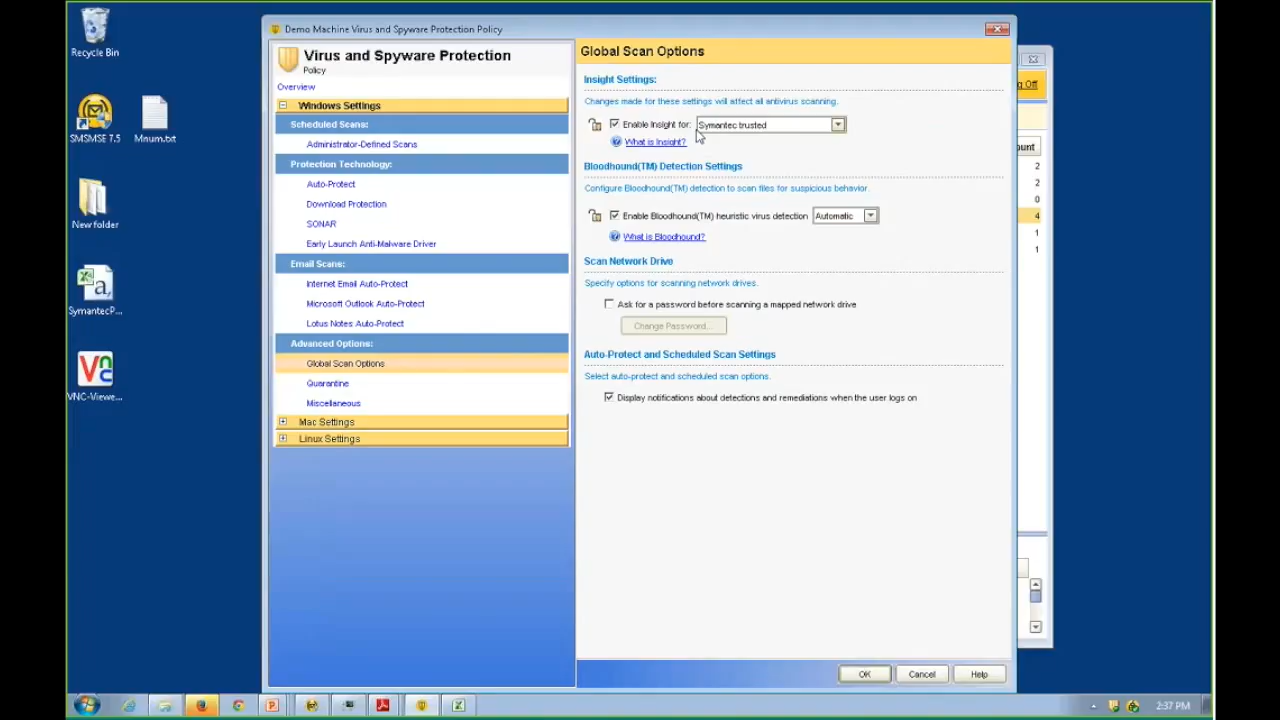 Recycle Bin
SMSMSE 7.5
Mnum.txt
New folder
SymantecP...
VNC-Viewe...
Demo Machine Virus and Spyware Protection Policy
Virus and Spyware Protection
Policy
Overview
Windows Settings
Scheduled Scans:
Administrator-Defined Scans
Protection Technology:
Auto-Protect
Download Protection
SONAR
Early Launch Anti-Malware Driver
Email Scans:
Internet Email Auto-Protect
Microsoft Outlook Auto-Protect
Lotus Notes Auto-Protect
Advanced Options:
Global Scan Options
Quarantine
Miscellaneous
Mac Settings
Linux Settings
Global Scan Options
Insight Settings:
Changes made for these settings will affect all antivirus scanning.
Enable Insight for: Symantec trusted
What is Insight?
Bloodhound(TM) Detection Settings
Configure Bloodhound(TM) detection to scan files for suspicious behavior.
Enable Bloodhound(TM) heuristic virus detection Automatic
What is Bloodhound?
Scan Network Drive
Specify options for scanning network drives.
Ask for a password before scanning a mapped network drive
Change Password...
Auto-Protect and Scheduled Scan Settings
Select auto-protect and scheduled scan options.
Display notifications about detections and remediations when the user logs on
OK Cancel Help
g Off
ount
2
2
0
4
1
1
2:37 PM